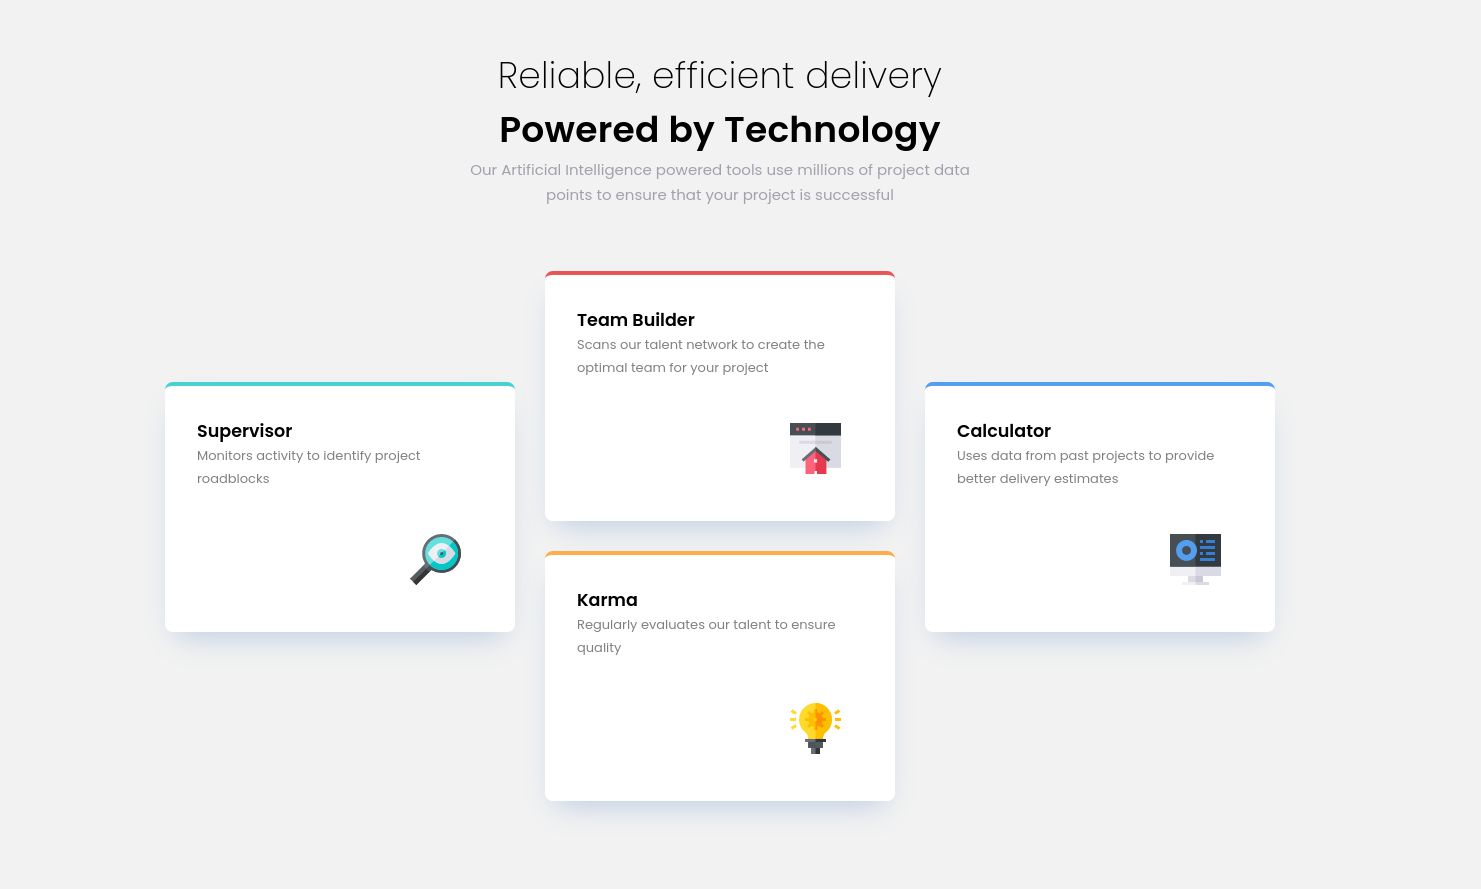 Reliable, efficient delivery
Powered by Technology
Our Artificial Intelligence powered tools use millions of project data
points to ensure that your project is successful
Supervisor
Monitors activity to identify project
roadblocks
Team Builder
Scans our talent network to create the
optimal team for your project
Karma
Regularly evaluates our talent to ensure
quality
Calculator
Uses data from past projects to provide
better delivery estimates